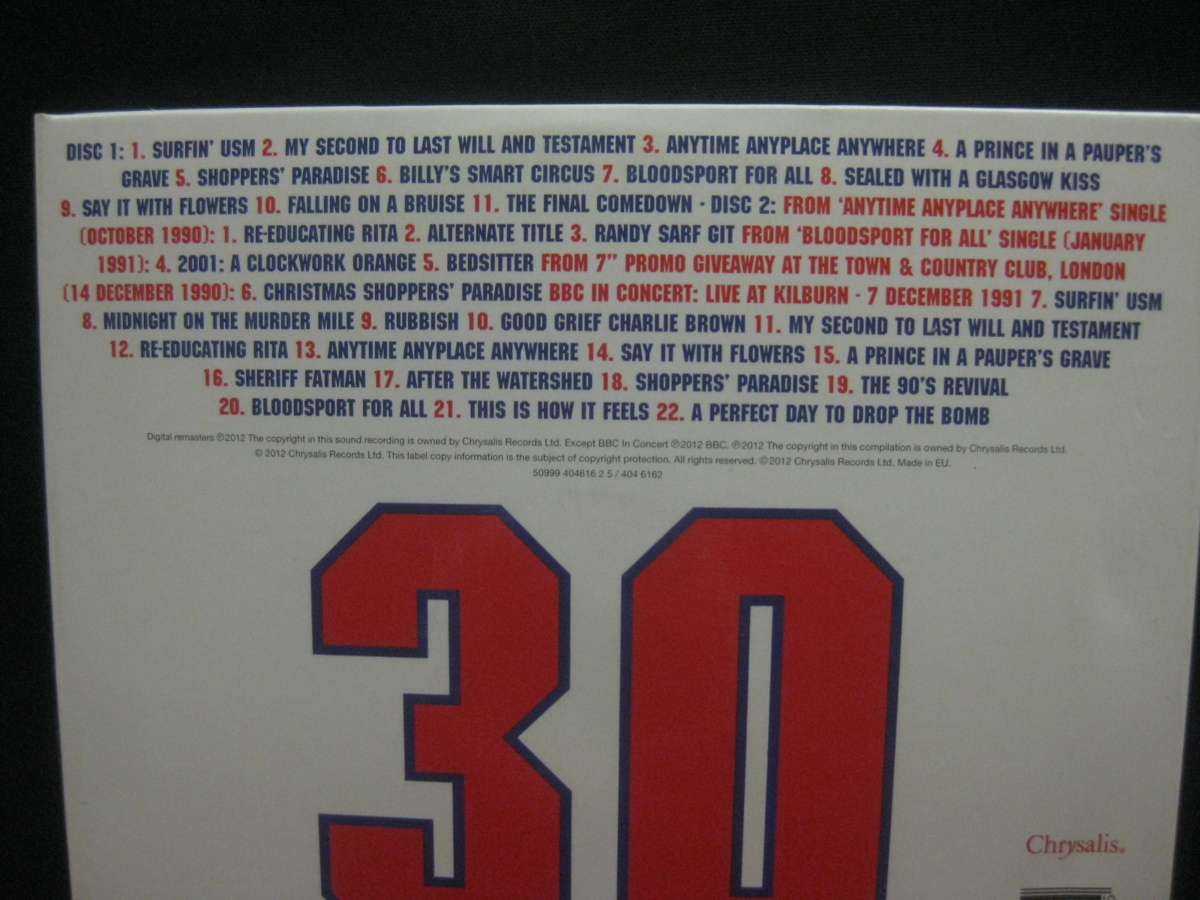 DISC 1: 1. SURFIN' USM 2. MY SECOND TO LAST WILL AND TESTAMENT 3. ANYTIME ANYPLACE ANYWHERE 4. A PRINCE IN A PAUPER'S
GRAVE 5. SHOPPERS' PARADISE 6. BILLY'S SMART CIRCUS 7. BLOODSPORT FOR ALL 8. SEALED WITH A GLASGOW KISS
9. SAY IT WITH FLOWERS 10. FALLING ON A BRUISE 11. THE FINAL COMEDOWN · DISC 2: FROM 'ANYTIME ANYPLACE ANYWHERE' SINGLE
(OCTOBER 1990): 1. RE-EDUCATING RITA 2. ALTERNATE TITLE 3. RANDY SARF GIT FROM 'BLOODSPORT FOR ALL' SINGLE (JANUARY
1991): 4. 2001: A CLOCKWORK ORANGE 5. BEDSITTER FROM 7" PROMO GIVEAWAY AT THE TOWN & COUNTRY CLUB, LONDON
(14 DECEMBER 1990): 6. CHRISTMAS SHOPPERS' PARADISE BBC IN CONCERT: LIVE AT KILBURN - 7 DECEMBER 1991 7. SURFIN' USM
8. MIDNIGHT ON THE MURDER MILE 9. RUBBISH 10. GOOD GRIEF CHARLIE BROWN 11. MY SECOND TO LAST WILL AND TESTAMENT
12. RE-EDUCATING RITA 13. ANYTIME ANYPLACE ANYWHERE 14. SAY IT WITH FLOWERS 15. A PRINCE IN A PAUPER'S GRAVE
16. SHERIFF FATMAN 17. AFTER THE WATERSHED 18. SHOPPERS' PARADISE 19. THE 90'S REVIVAL
20. BLOODSPORT FOR ALL 21. THIS IS HOW IT FEELS 22. A PERFECT DAY TO DROP THE BOMB
Digital remasters ℗2012 The copyright in this sound recording is owned by Chrysalis Records Ltd. Except BBC In Concert ℗2012 BBC. ℗2012 The copyright in this compilation is owned by Chrysalis Records Ltd.
© 2012 Chrysalis Records Ltd. This label copy information is the subject of copyright protection. All rights reserved. ©2012 Chrysalis Records Ltd. Made in EU.
50999 404616 2 5 / 404 6162
30
Chrysalis.